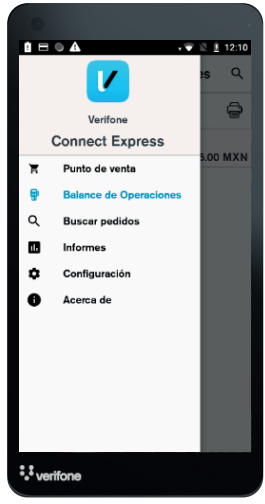 12:10
es
Verifone
Connect Express
5.00 MXN
Punto de venta
Balance de Operaciones
Buscar pedidos
Informes
Configuración
Acerca de
verifone